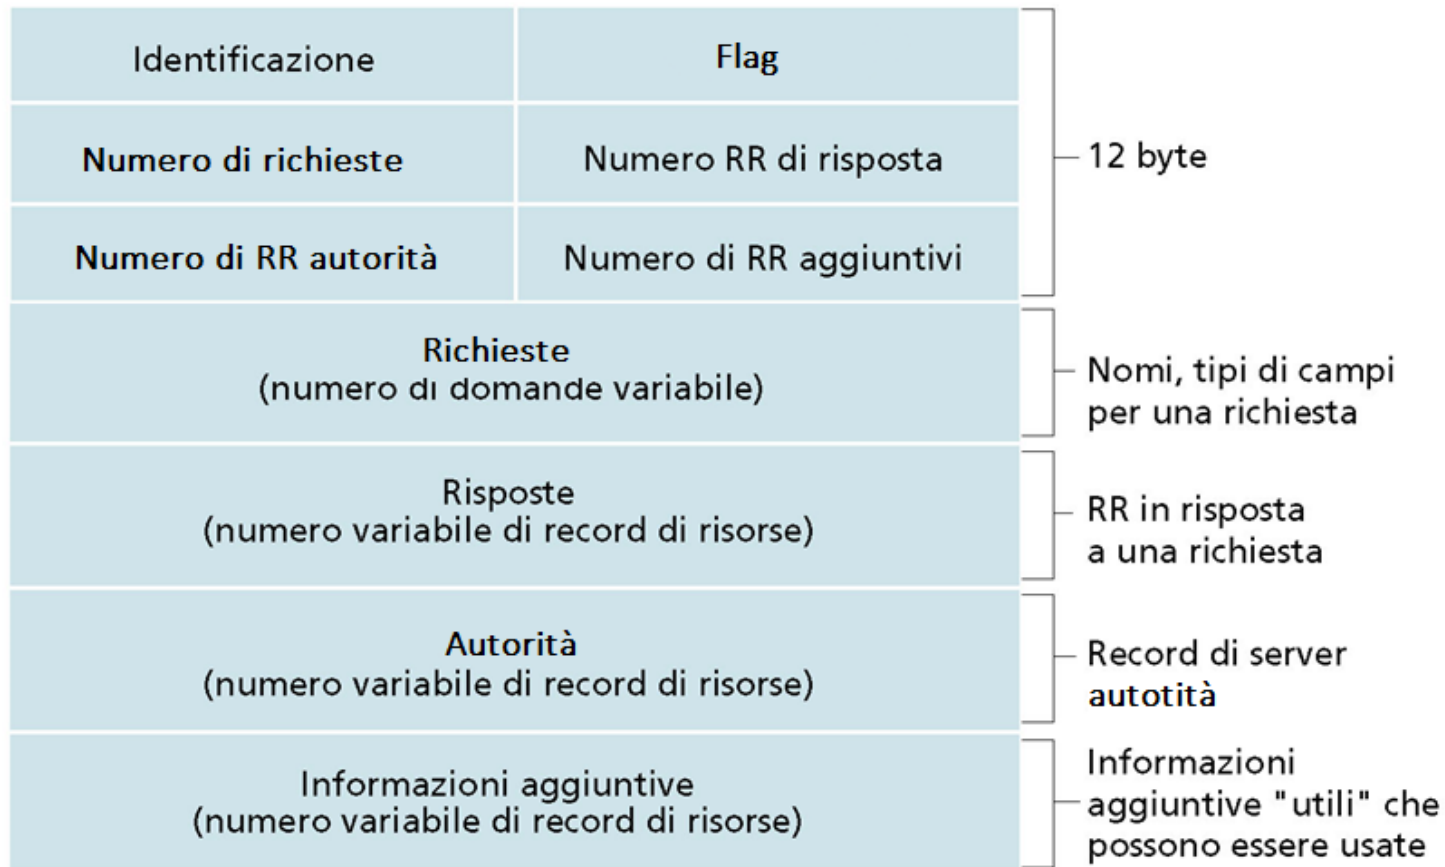 Identificazione
Flag
Numero di richieste
Numero RR di risposta
12 byte
Numero di RR autorità
Numero di RR aggiuntivi
Richieste
(numero di domande variabile)
Nomi, tipi di campi
per una richiesta
Risposte
(numero variabile di record di risorse)
RR in risposta
a una richiesta
Autorità
(numero variabile di record di risorse)
Record di server
autotità
Informazioni aggiuntive
(numero variabile di record di risorse)
Informazioni
aggiuntive "utili" che
possono essere usate